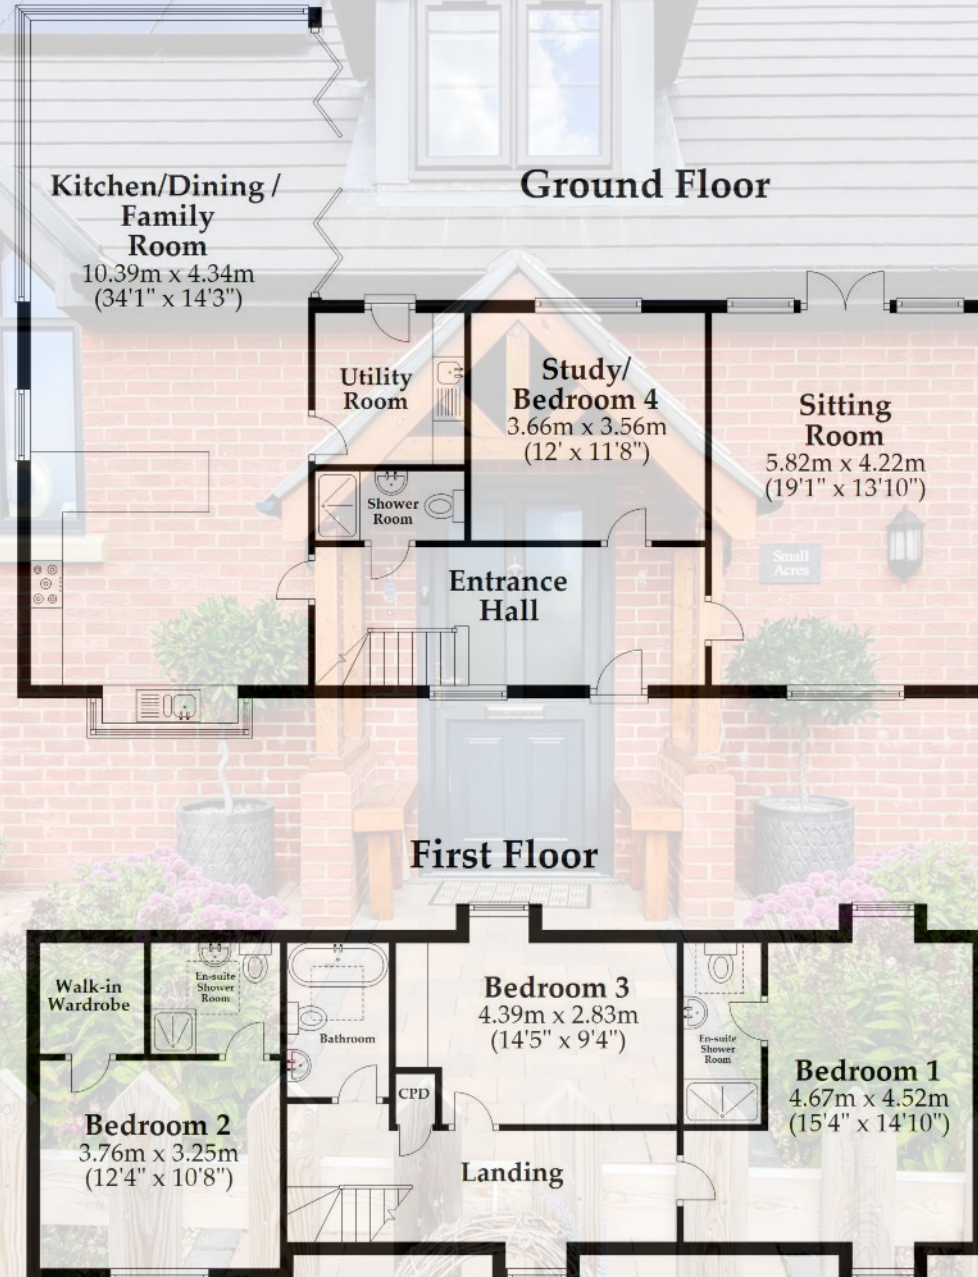 Ground Floor
Kitchen/Dining /
Family
Room
10.39m x 4.34m
(34'1" x 14'3")
Utility
Room
Study/
Bedroom 4
3.66m x 3.56m
(12' x 11'8")
Sitting
Room
5.82m x 4.22m
(19'1" x 13'10")
Shower
Room
Entrance
Hall
Small
Acres
First Floor
Walk-in
Wardrobe
En-suite
Shower
Room
Bathroom
Bedroom 3
4.39m x 2.83m
(14'5" x 9'4")
En-suite
Shower
Room
Bedroom 1
4.67m x 4.52m
(15'4" x 14'10")
CPD
Bedroom 2
3.76m x 3.25m
(12'4" x 10'8")
Landing